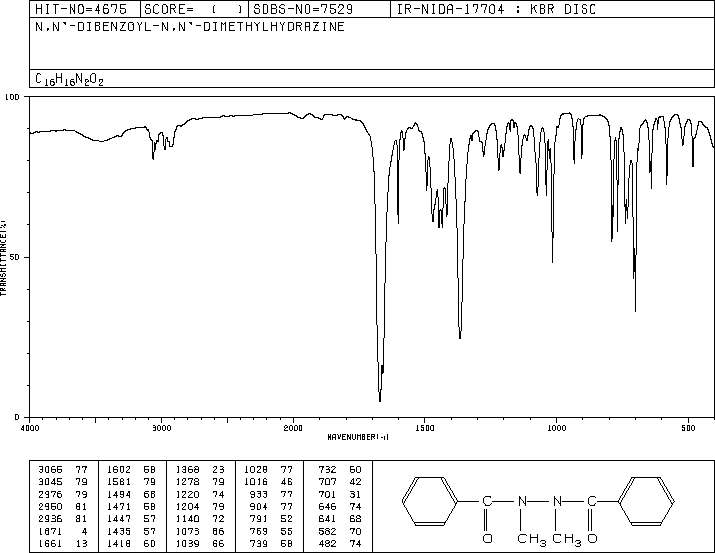 HIT-NO=4675 SCORE= ( ) SDBS-NO=7529 IR-NIDA-17704 : KBR DISC
N,N'-DIBENZOYL-N,N'-DIMETHYLHYDRAZINE
C16H16N2O2
100
50
0
TRANSMITTANCE(%)
4000 3000 2000 1500 1000 500
WAVENUMBER(-1)
3066 77 1602 58 1368 23 1028 77 732 60
3045 79 1581 79 1278 79 1016 46 707 42
2976 79 1494 68 1220 74 933 77 701 31
2950 81 1471 58 1204 79 904 77 646 74
2936 81 1447 57 1140 72 791 52 641 68
1671 4 1435 57 1073 66 769 55 582 70
1661 13 1418 60 1039 66 739 58 482 74
C N N C
O CH3 CH3 O